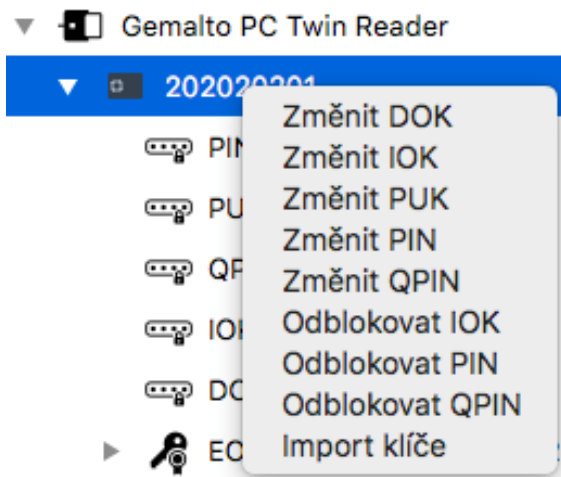 Gemalto PC Twin Reader
202020201
Změnit DOK
Změnit IOK
Změnit PUK
Změnit PIN
Změnit QPIN
Odblokovat IOK
Odblokovat PIN
Odblokovat QPIN
Import klíče